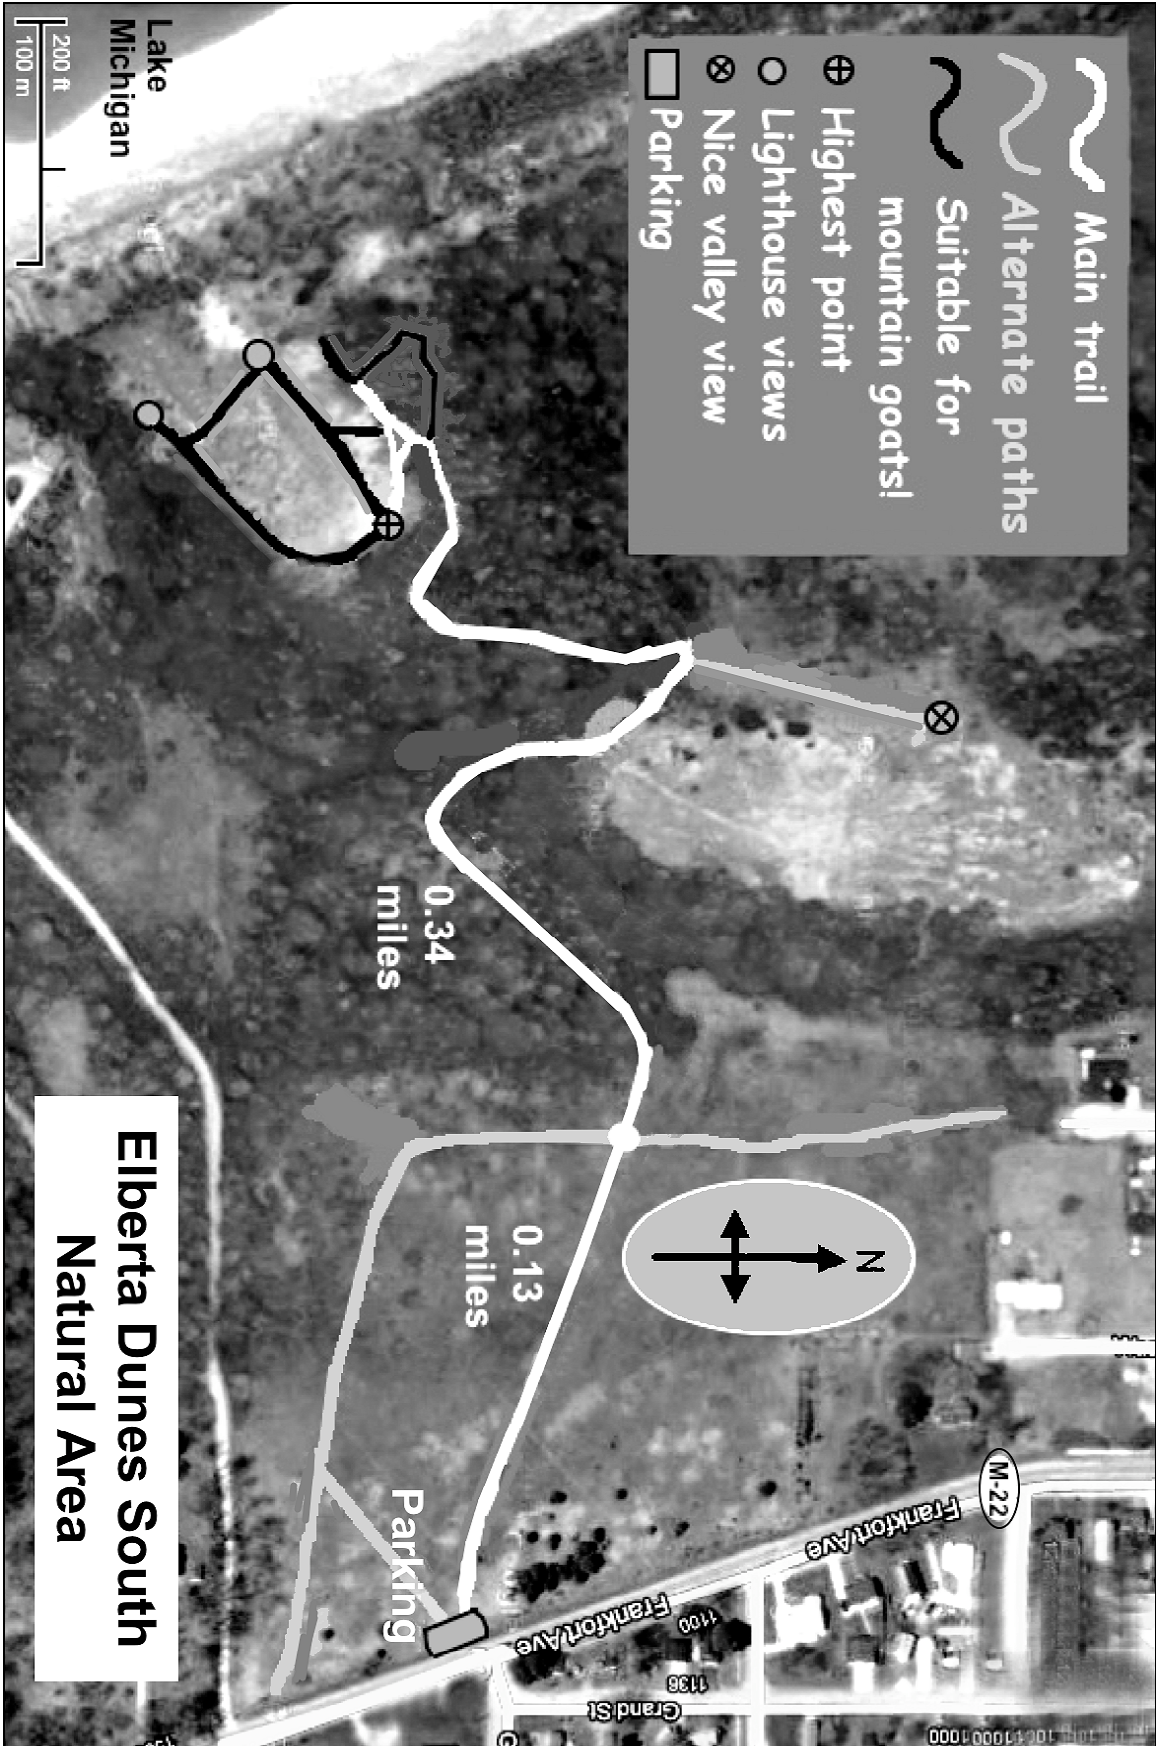 Main trail
Alternate paths
Suitable for
mountain goats!
Highest point
Lighthouse views
Nice valley view
Parking
Lake
Michigan
200 ft
100 m
0.34
miles
0.13
miles
N
M-22
Frankfort Ave
Frankfort Ave
1100
1136
Grand St
Parking
Elberta Dunes South
Natural Area